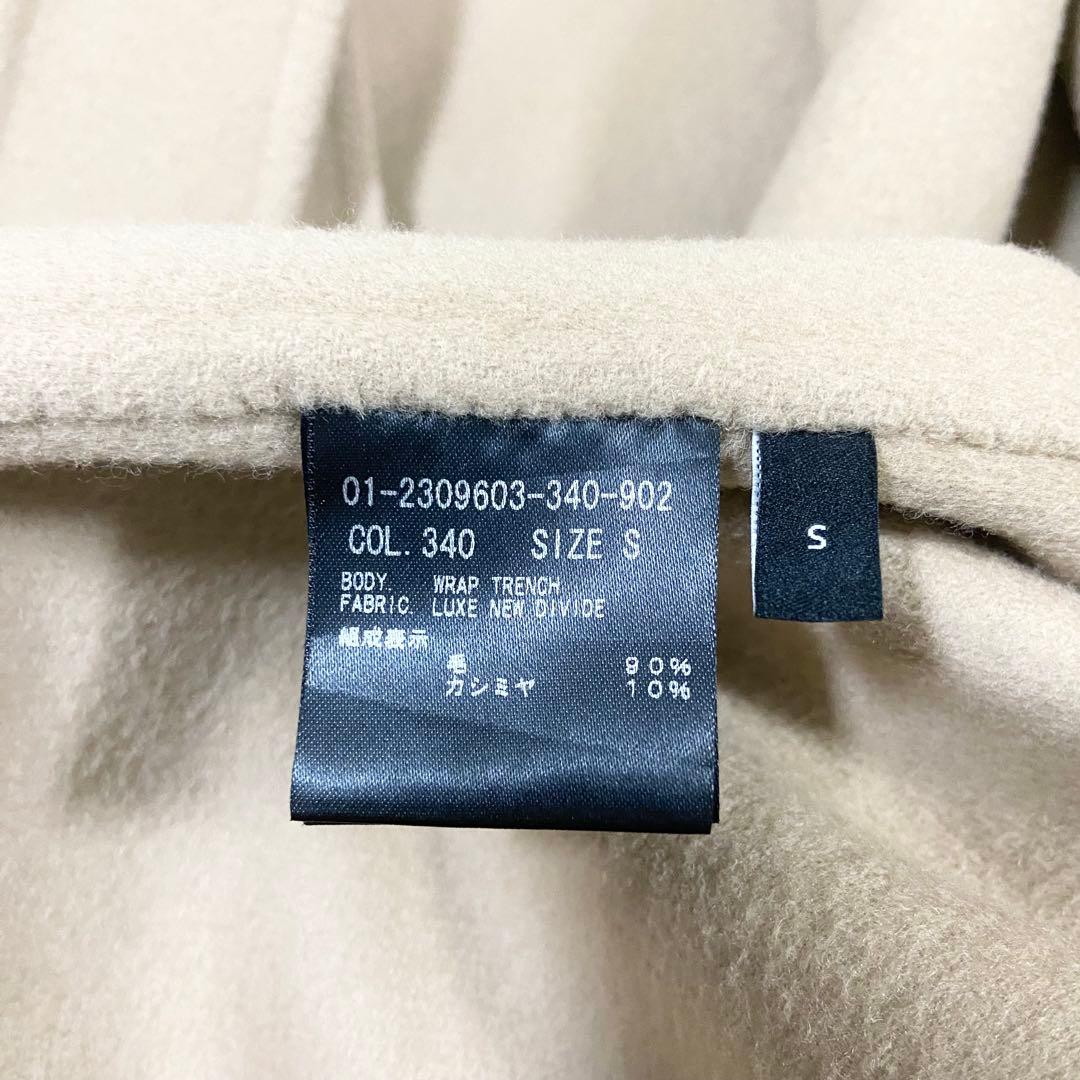 01-2309603-340-902
COL. 340 SIZE S
BODY WRAP TRENCH
FABRIC LUXE NEW DIVIDE
組成表示
毛 90%
カシミヤ 10%
S